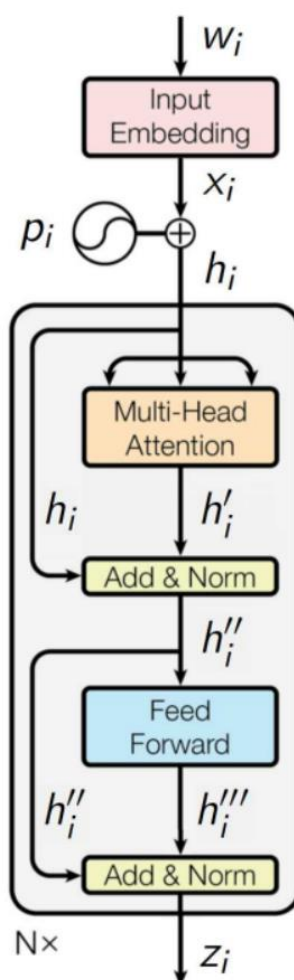 w_i
Input
Embedding
x_i
p_i
h_i
Multi-Head
Attention
h_i h′_i
Add & Norm
h″_i
Feed
Forward
h″_i h‴_i
Add & Norm
N×
z_i